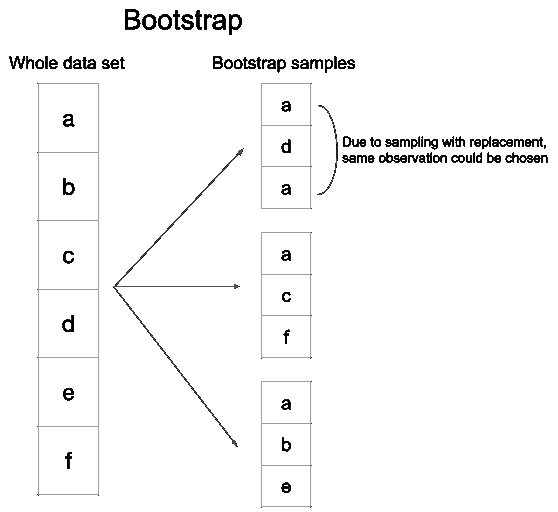 Bootstrap
Whole data set
a
b
c
d
e
f
Bootstrap samples
a
d
a
Due to sampling with replacement,
same observation could be chosen
a
c
f
a
b
e